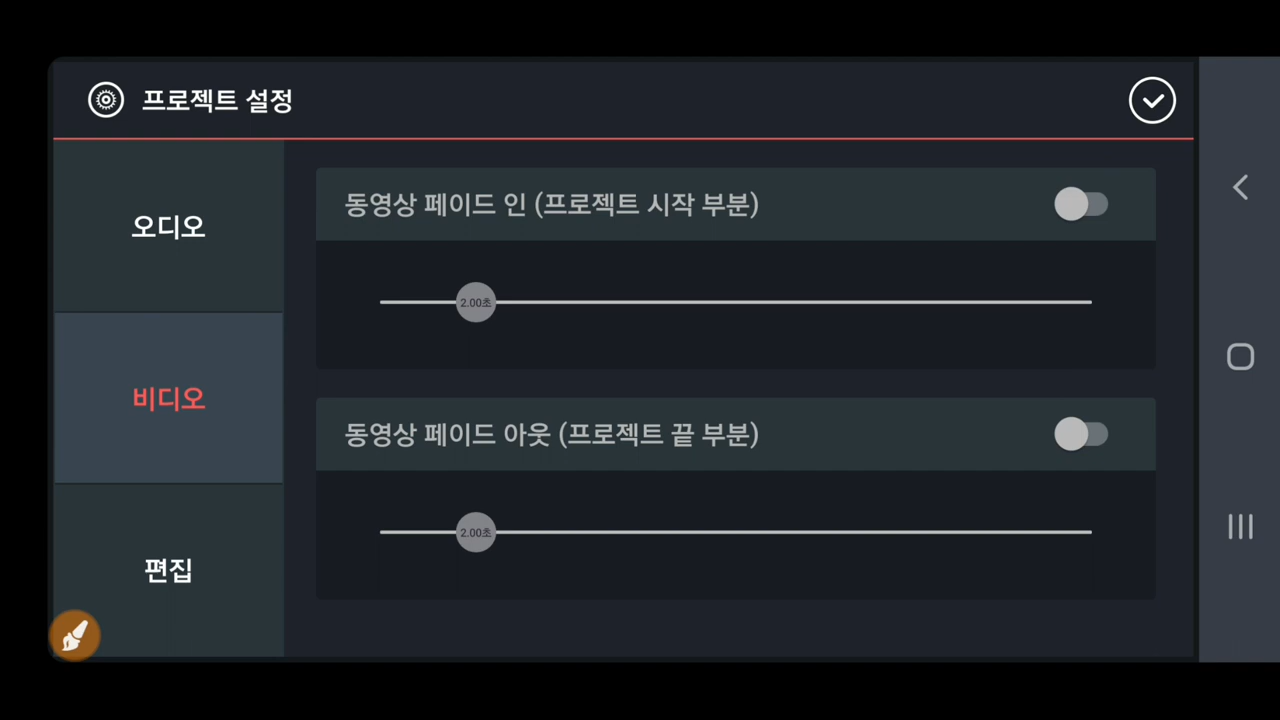 프로젝트 설정
오디오
비디오
편집
동영상 페이드 인 (프로젝트 시작 부분)
2.00초
동영상 페이드 아웃 (프로젝트 끝 부분)
2.00초